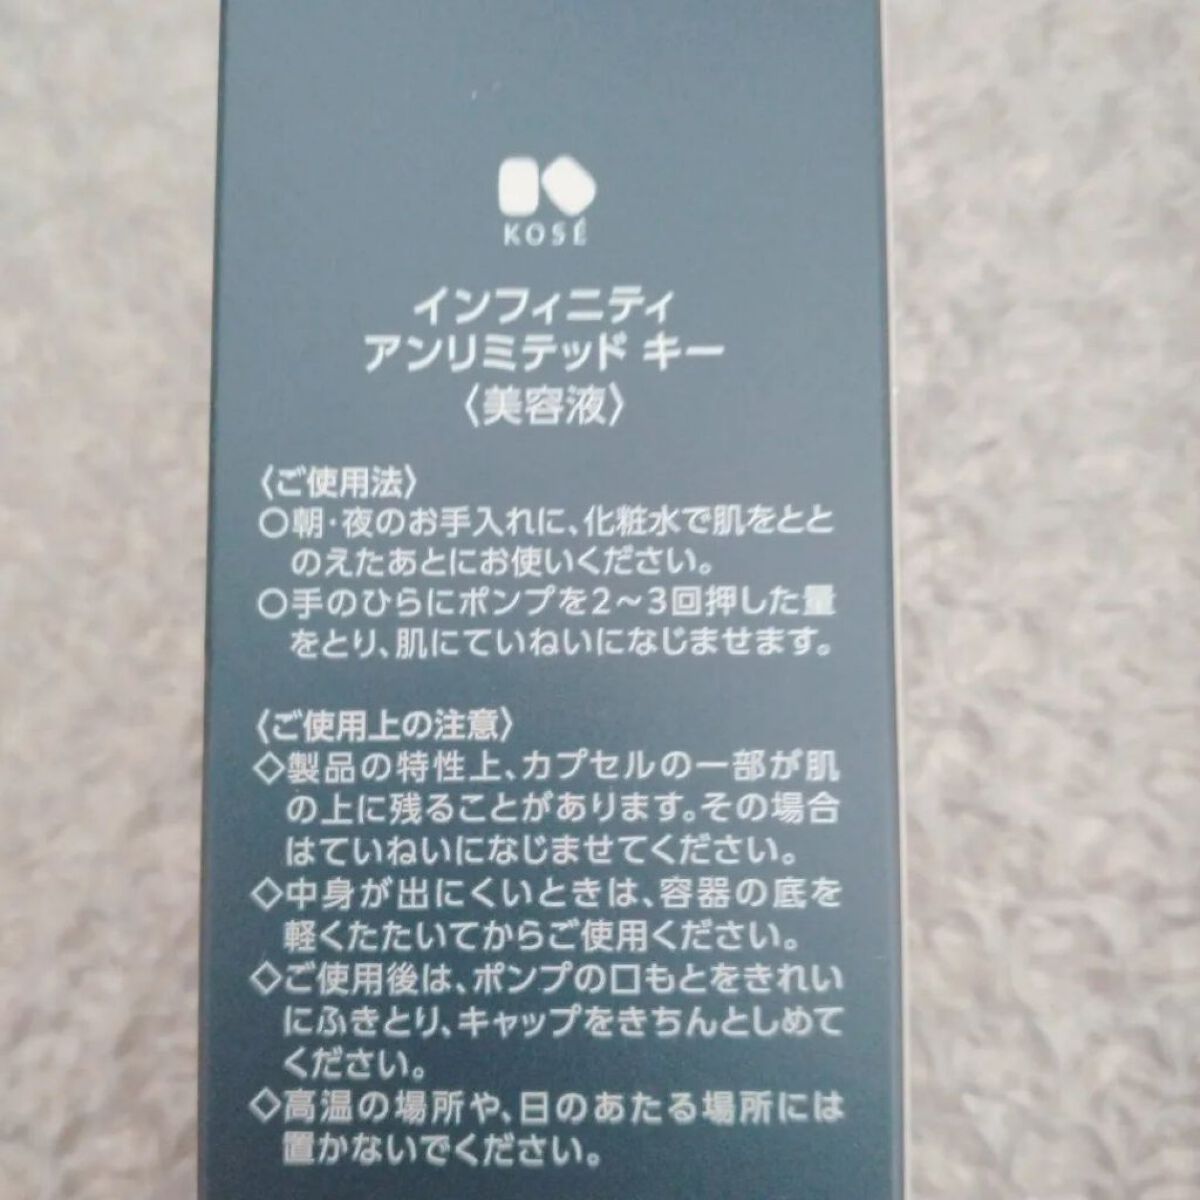 KOSÉ
インフィニティ
アンリミテッド キー
〈美容液〉
〈ご使用法〉
○朝・夜のお手入れに、化粧水で肌をとと
のえたあとにお使いください。
○手のひらにポンプを2～3回押した量
をとり、肌にていねいになじませます。
〈ご使用上の注意〉
◇製品の特性上、カプセルの一部が肌
の上に残ることがあります。その場合
はていねいになじませてください。
◇中身が出にくいときは、容器の底を
軽くたたいてからご使用ください。
◇ご使用後は、ポンプの口もとをきれい
にふきとり、キャップをきちんとしめて
ください。
◇高温の場所や、日のあたる場所には
置かないでください。